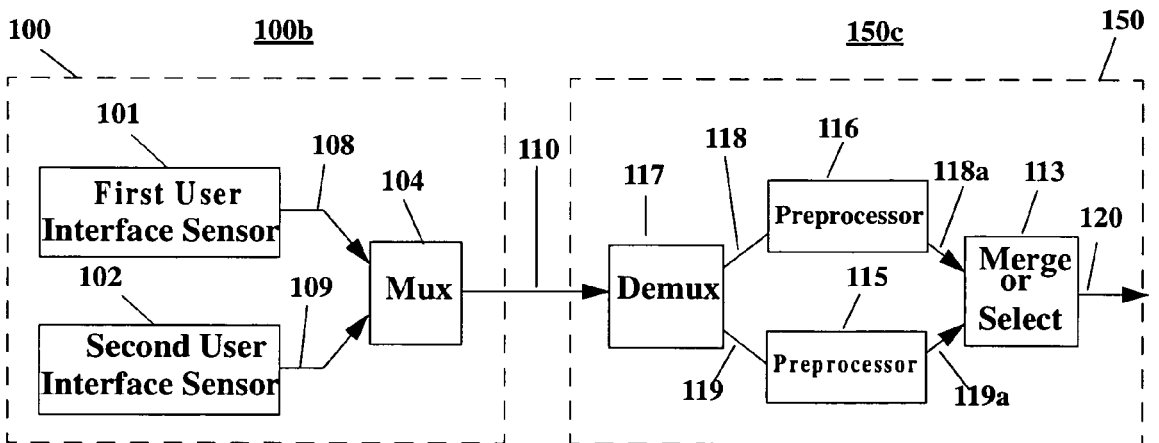 100
100b
150c
150
101
108
First User
Interface Sensor
104
Mux
102
109
Second User
Interface Sensor
110
117
Demux
118
116
Preprocessor
118a
113
Merge
or
Select
120
115
Preprocessor
119
119a